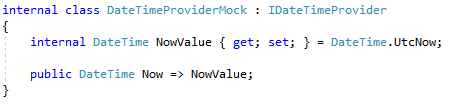 internal class DateTimeProviderMock : IDateTimeProvider
{
    internal DateTime NowValue { get; set; } = DateTime.UtcNow;
    public DateTime Now => NowValue;
}